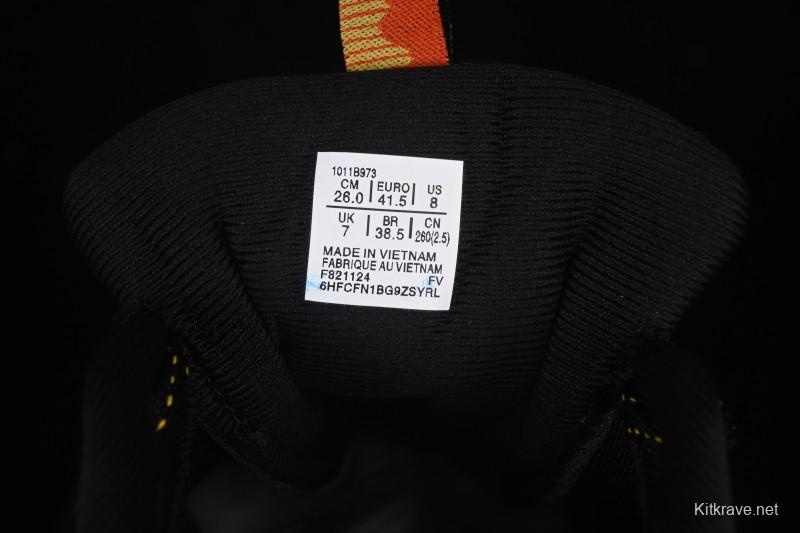 1011B973
CM | EURO | US
26.0 | 41.5 | 8
UK | BR | CN
7 | 38.5 | 260(2.5)
MADE IN VIETNAM
FABRIQUE AU VIETNAM
F821124 FV
6HFCFN1BG9ZSYRL
Kitkrave.net